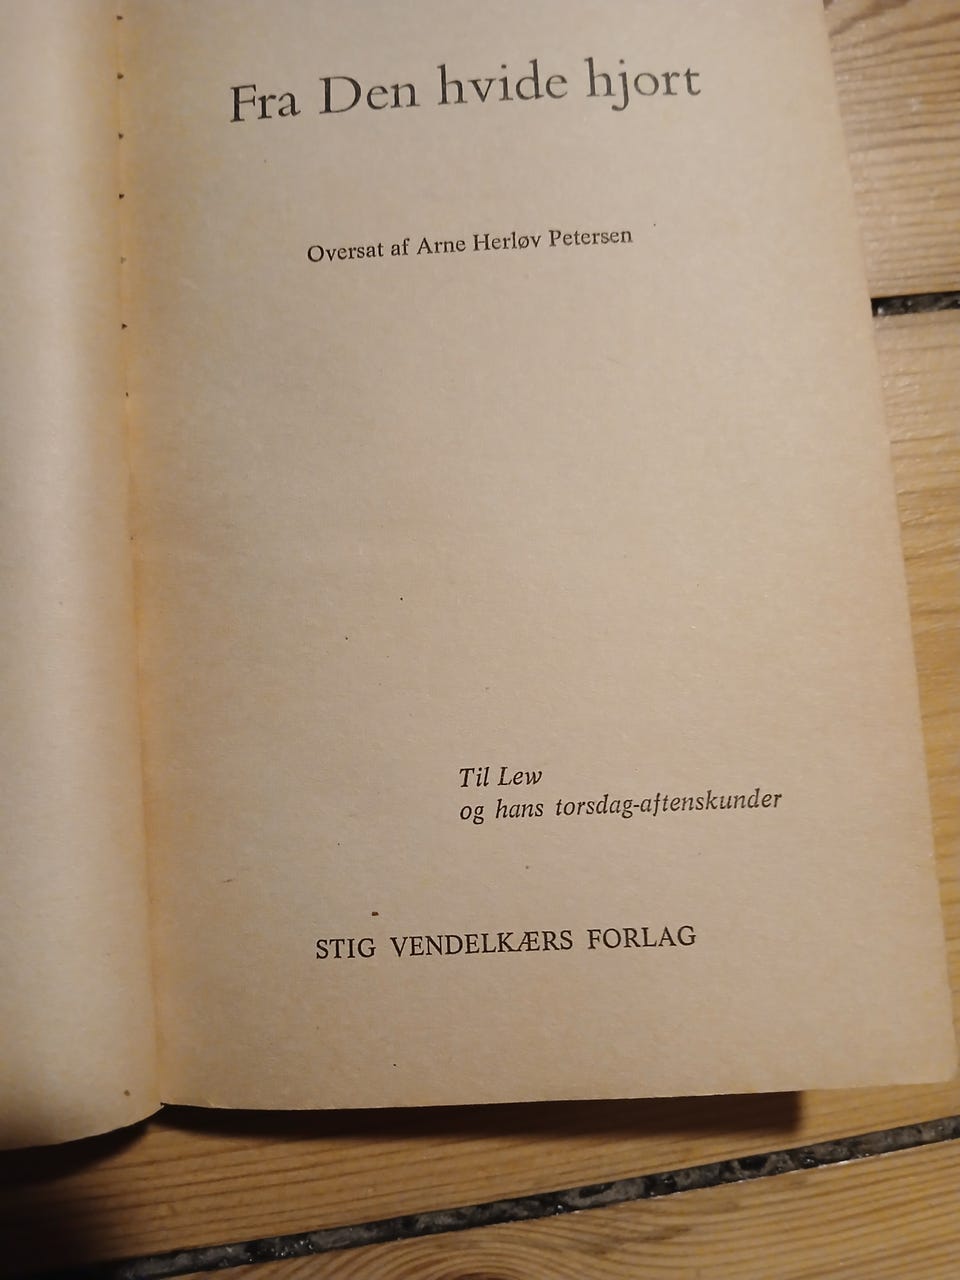 Fra Den hvide hjort
Oversat af Arne Herløv Petersen
Til Lew
og hans torsdag-aftenskunder
STIG VENDELKÆRS FORLAG